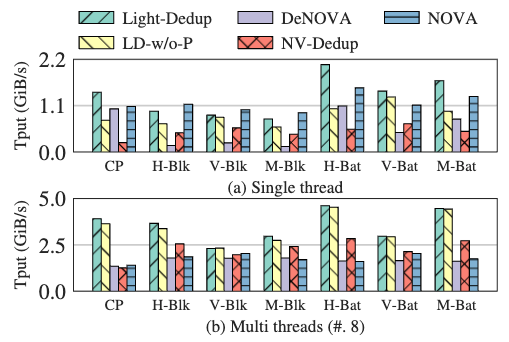 Light-Dedup DeNOVA NOVA
LD-w/o-P NV-Dedup
Tput (GiB/s)
2.2
1.1
0.0
CP H-Blk V-Blk M-Blk H-Bat V-Bat M-Bat
(a) Single thread
Tput (GiB/s)
5.0
2.5
0.0
CP H-Blk V-Blk M-Blk H-Bat V-Bat M-Bat
(b) Multi threads (#. 8)